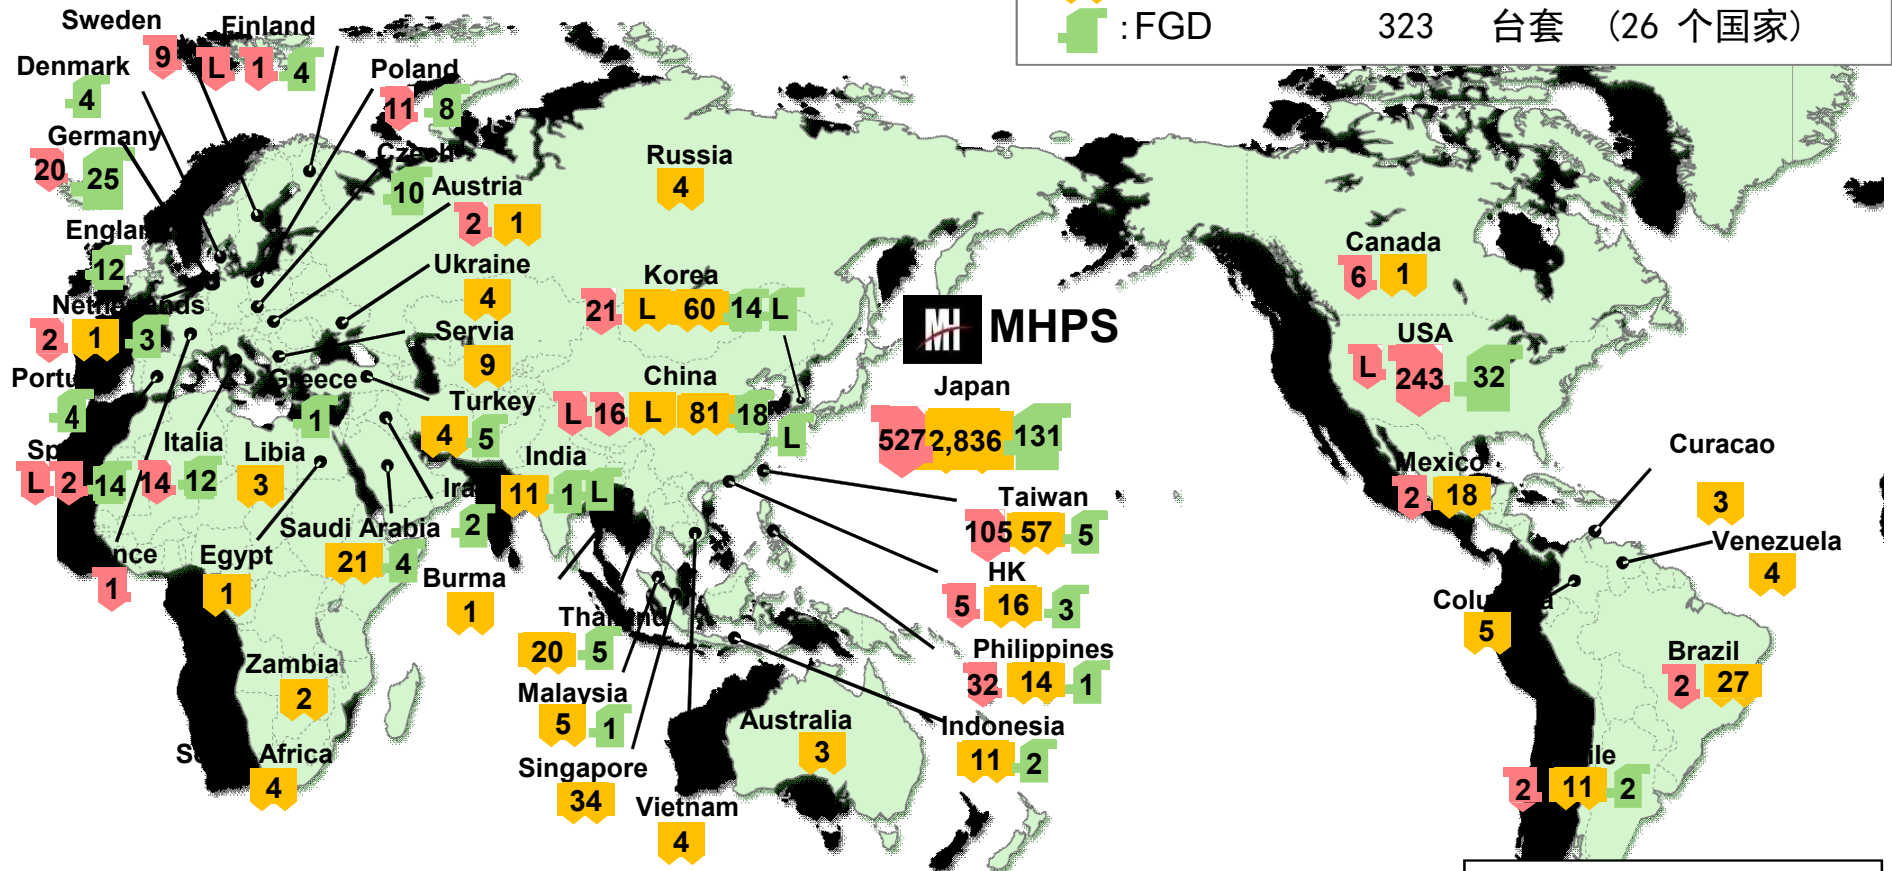 :FGD 323 台套 （26 个国家）
Sweden
9
Finland
L 1 4
Denmark
4
Poland
11 8
Germany
20 25
Czech
10
Austria
2 1
Russia
4
12
Ukraine
4
Netherlands
2 1 3
Servia
9
Korea
21 L 60 14 L
MHPS
Canada
6 1
USA
L 243 32
4
Greece
1
Turkey
4 5
China
L 16 L 81 18
L
Japan
527 2,836 131
L 2 14
Italia
14 12
Libia
3
2
India
11 1 L
Mexico
2 18
Curacao
3
Venezuela
4
1
Egypt
1
Saudi Arabia
21 4
Burma
1
Taiwan
105 57 5
HK
5 16 3
5
20 5
Philippines
32 14 1
Zambia
2
Malaysia
5 1
Australia
3
Indonesia
11 2
Brazil
2 27
Africa
4
Singapore
34
Vietnam
4
2 11 2